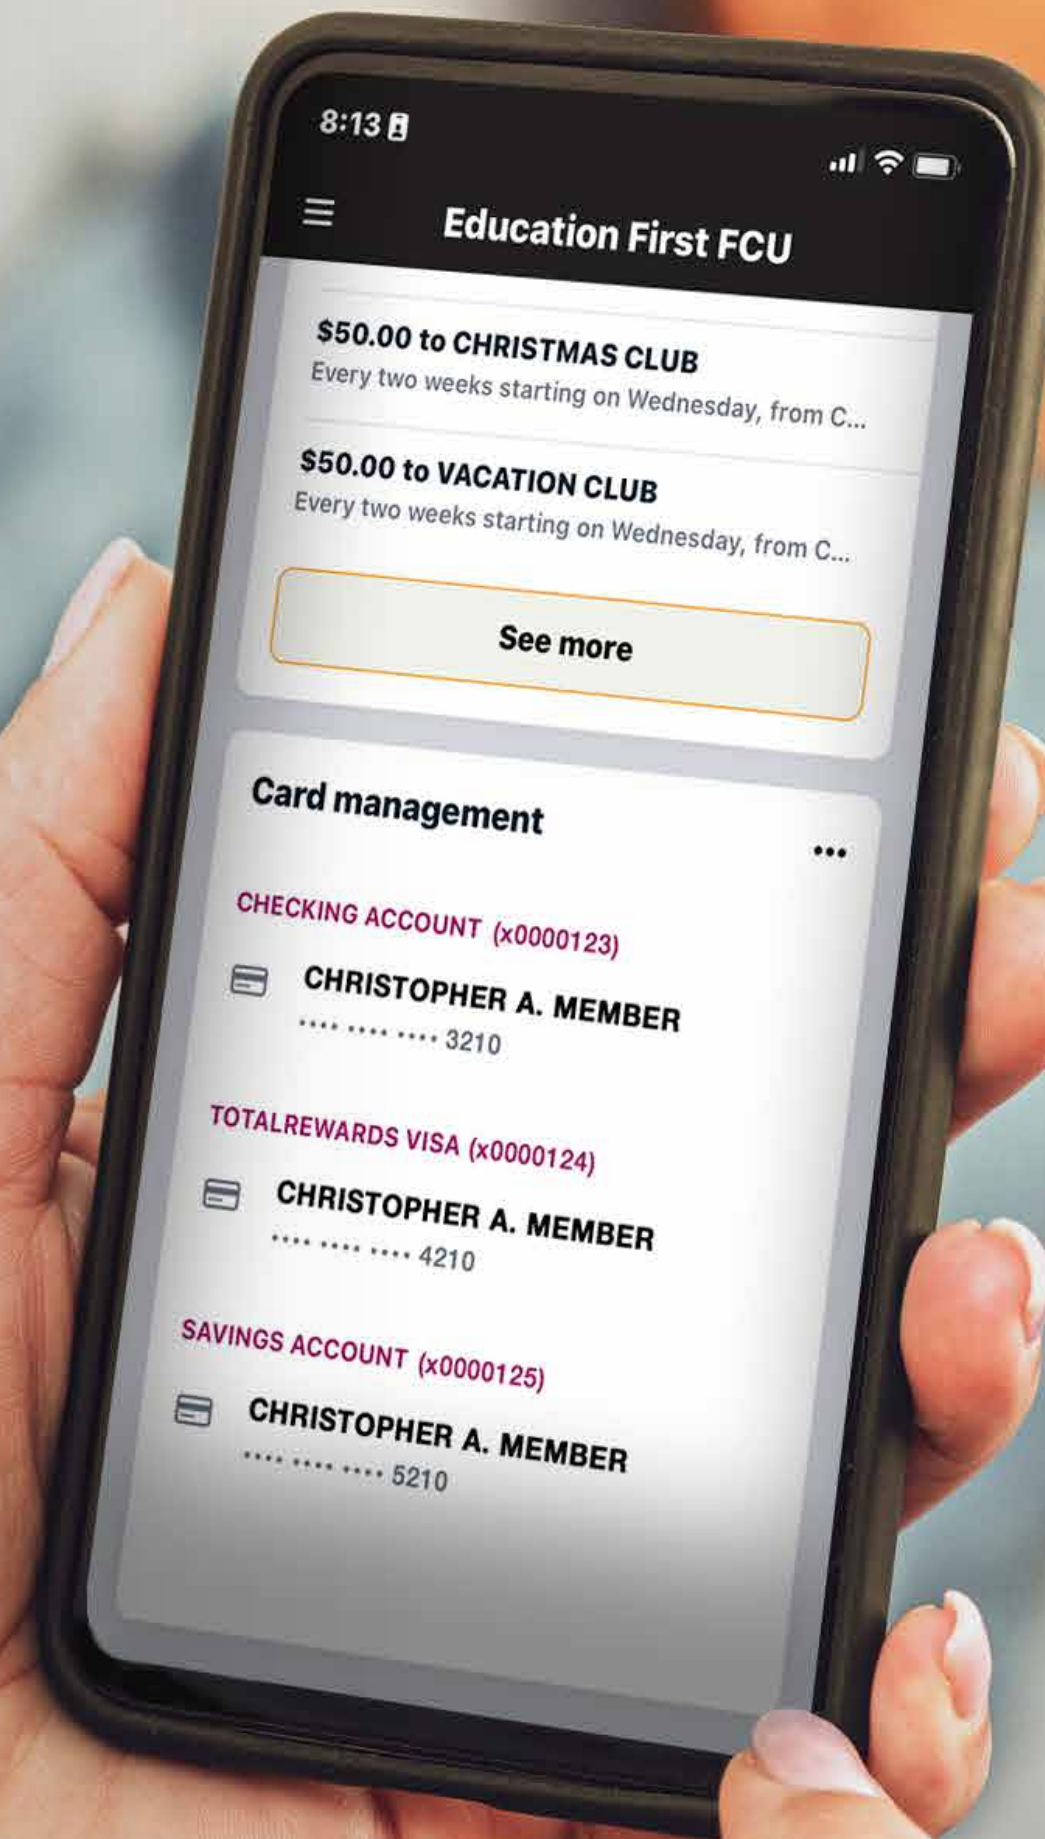 8:13
Education First FCU
$50.00 to CHRISTMAS CLUB
Every two weeks starting on Wednesday, from C...
$50.00 to VACATION CLUB
Every two weeks starting on Wednesday, from C...
See more
Card management
CHECKING ACCOUNT (x0000123)
CHRISTOPHER A. MEMBER
•••• •••• •••• 3210
TOTALREWARDS VISA (x0000124)
CHRISTOPHER A. MEMBER
•••• •••• •••• 4210
SAVINGS ACCOUNT (x0000125)
CHRISTOPHER A. MEMBER
•••• •••• •••• 5210